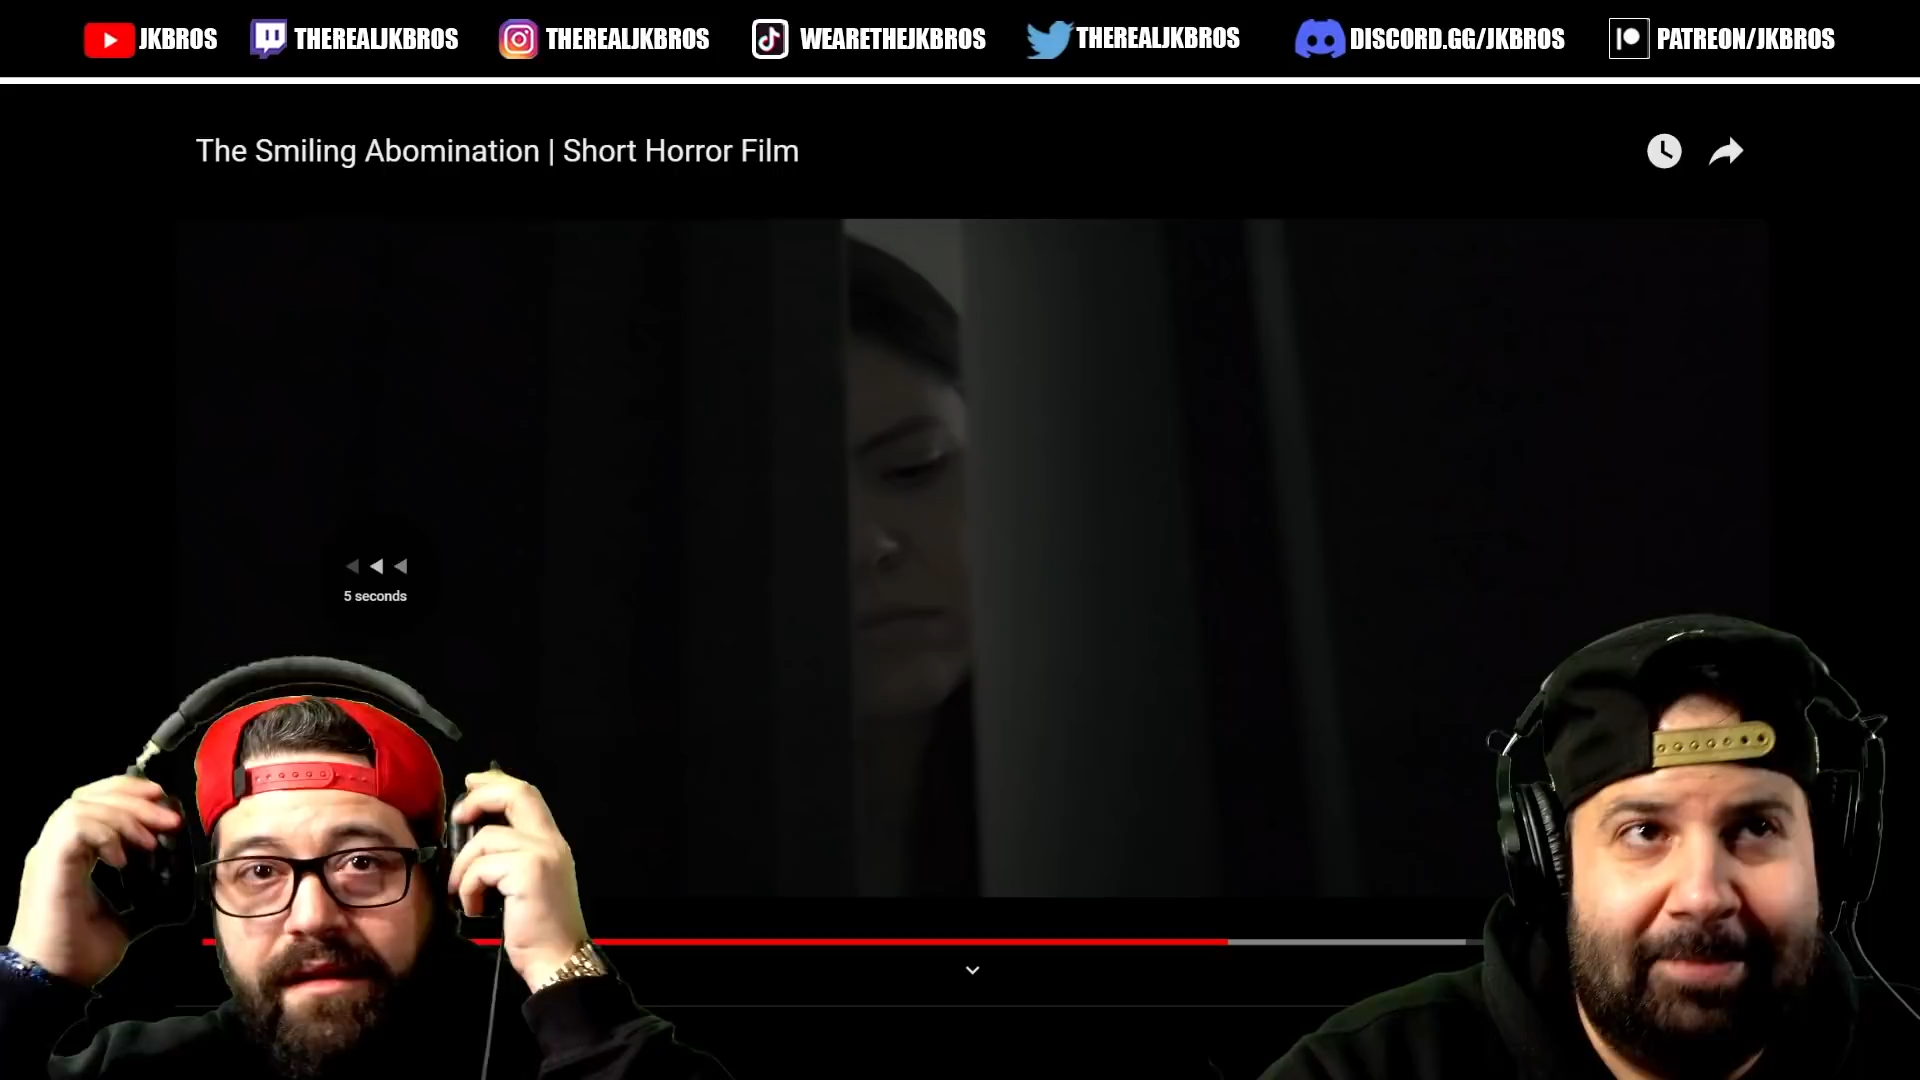 JKBROS THEREALJKBROS THEREALJKBROS WEARETHEJKBROS THEREALJKBROS DISCORD.GG/JKBROS PATREON/JKBROS
The Smiling Abomination | Short Horror Film
5 seconds